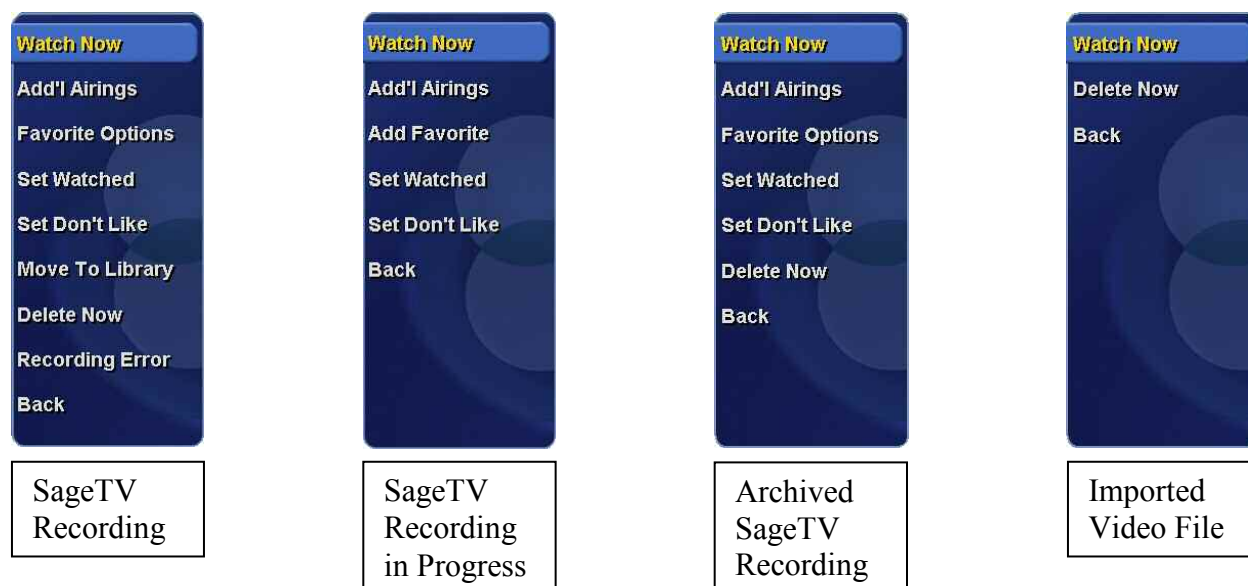 Watch Now
Add'l Airings
Favorite Options
Set Watched
Set Don't Like
Move To Library
Delete Now
Recording Error
Back
SageTV
Recording
Watch Now
Add'l Airings
Add Favorite
Set Watched
Set Don't Like
Back
SageTV
Recording
in Progress
Watch Now
Add'l Airings
Favorite Options
Set Watched
Set Don't Like
Delete Now
Back
Archived
SageTV
Recording
Watch Now
Delete Now
Back
Imported
Video File